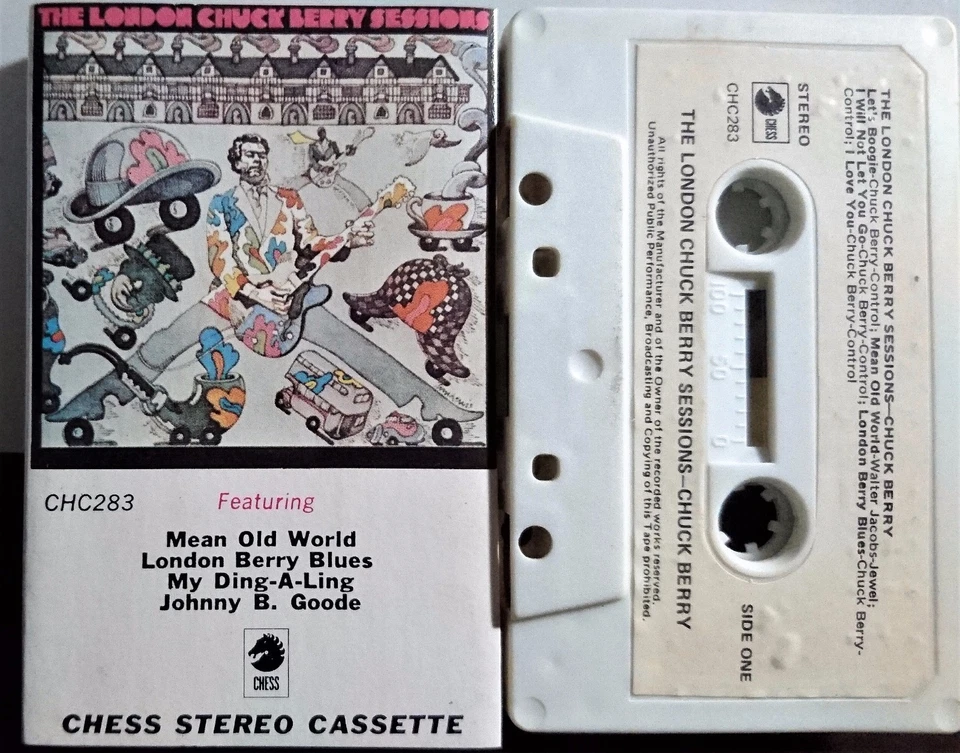 THE LONDON CHUCK BERRY SESSIONS
CHC283
Featuring
Mean Old World
London Berry Blues
My Ding-A-Ling
Johnny B. Goode
CHESS
CHESS STEREO CASSETTE
THE LONDON CHUCK BERRY SESSIONS—CHUCK BERRY
Let's Boogie-Chuck Berry-Control; Mean Old World-Walter Jacobs-Jewel;
I Will Not Let You Go-Chuck Berry-Control; London Berry Blues-Chuck Berry-
Control; I Love You-Chuck Berry-Control
STEREO
CHESS
CHC283
SIDE ONE
100 50 0
THE LONDON CHUCK BERRY SESSIONS—CHUCK BERRY
All rights of the Manufacturer and of the Owner of the recorded works reserved.
Unauthorized Public Performance, Broadcasting and Copying of this Tape prohibited.